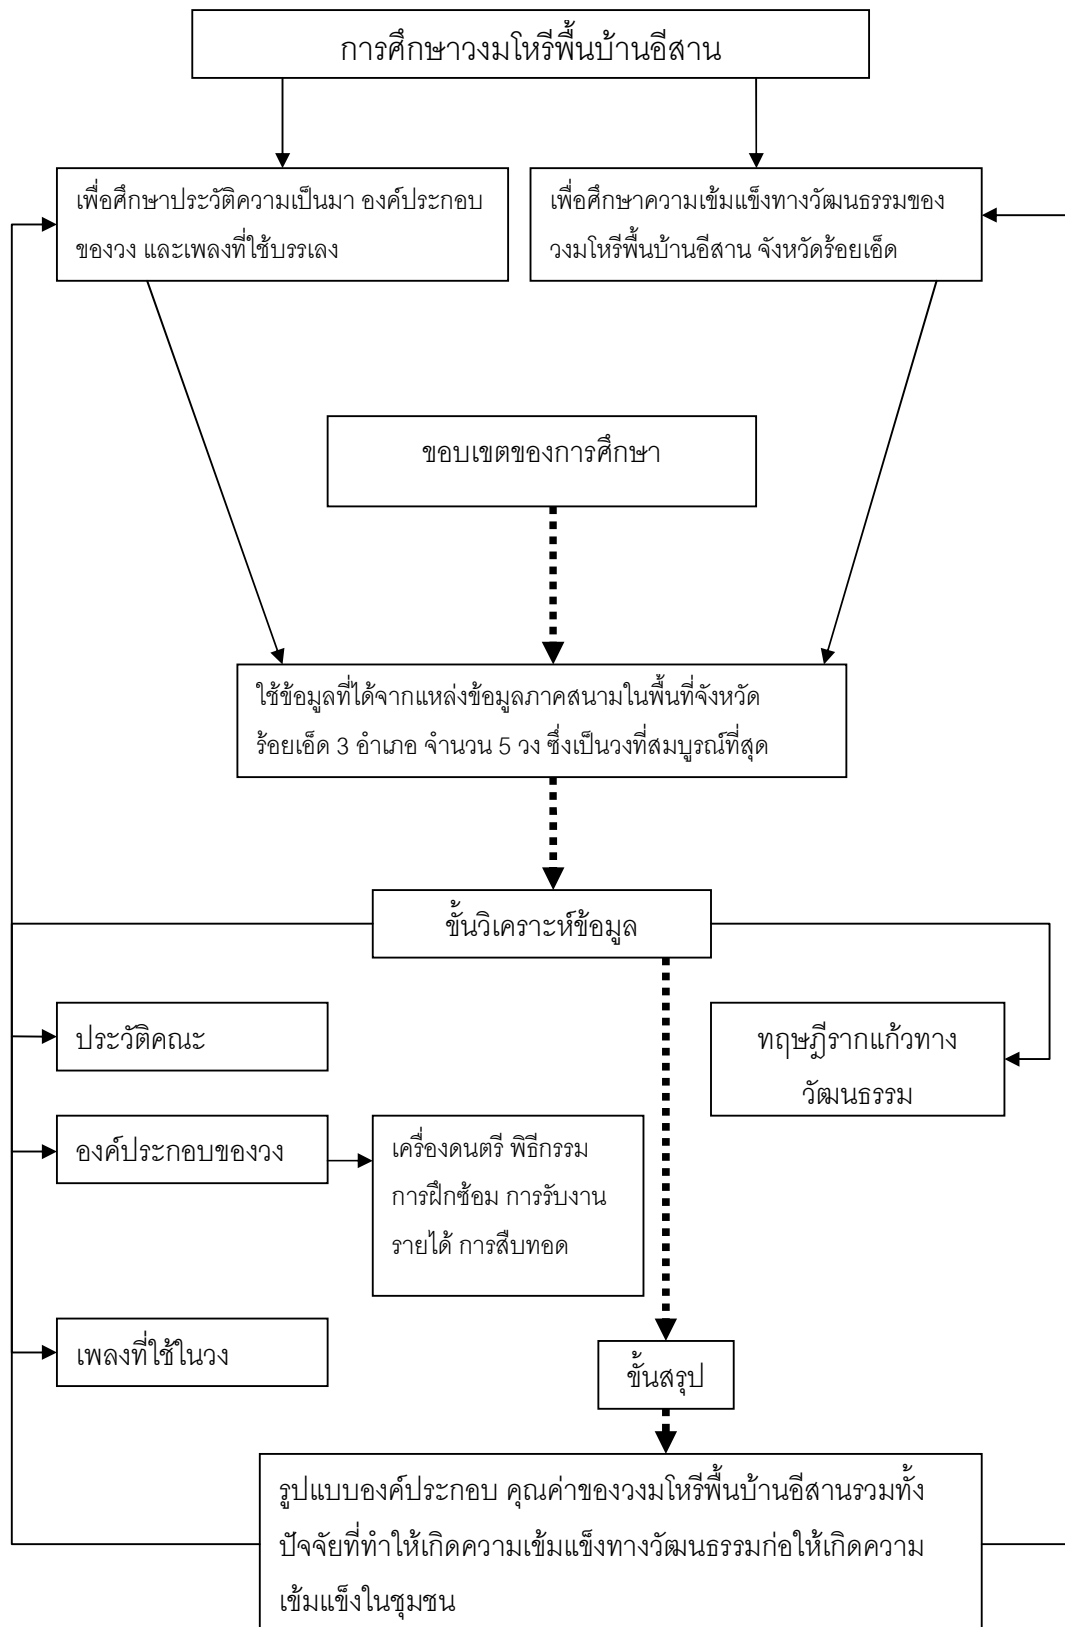 การศึกษาวงมโหรีพื้นบ้านอีสาน
เพื่อศึกษาประวัติความเป็นมา องค์ประกอบ
ของวง และเพลงที่ใช้บรรเลง
เพื่อศึกษาความเข้มแข็งทางวัฒนธรรมของ
วงมโหรีพื้นบ้านอีสาน จังหวัดร้อยเอ็ด
ขอบเขตของการศึกษา
ใช้ข้อมูลที่ได้จากแหล่งข้อมูลภาคสนามในพื้นที่จังหวัด
ร้อยเอ็ด 3 อำเภอ จำนวน 5 วง ซึ่งเป็นวงที่สมบูรณ์ที่สุด
ขั้นวิเคราะห์ข้อมูล
ประวัติคณะ
ทฤษฎีรากแก้วทาง
วัฒนธรรม
องค์ประกอบของวง
เครื่องดนตรี พิธีกรรม
การฝึกซ้อม การรับงาน
รายได้ การสืบทอด
เพลงที่ใช้ในวง
ขั้นสรุป
รูปแบบองค์ประกอบ คุณค่าของวงมโหรีพื้นบ้านอีสานรวมทั้ง
ปัจจัยที่ทำให้เกิดความเข้มแข็งทางวัฒนธรรมก่อให้เกิดความ
เข้มแข็งในชุมชน